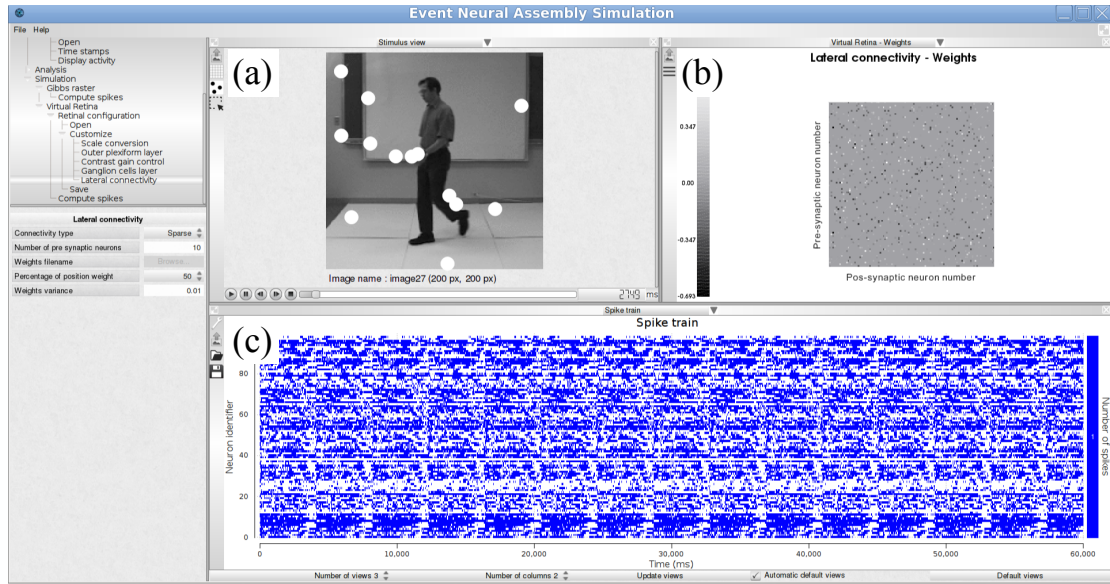 Event Neural Assembly Simulation
File Help
Open
Time stamps
Display activity
Analysis
Simulation
Gibbs raster
Compute spikes
Virtual Retina
Retinal configuration
Open
Customize
Scale conversion
Outer plexiform layer
Contrast gain control
Ganglion cells layer
Lateral connectivity
Save
Compute spikes
Lateral connectivity
Connectivity type Sparse
Number of pre synaptic neurons 10
Weights filename Browse...
Percentage of position weight 50
Weights variance 0.01
Stimulus view
(a)
Image name : image27 (200 px, 200 px)
2749 ms
Virtual Retina - Weights
(b)
Lateral connectivity - Weights
0.347
0.00
-0.347
-0.693
Pre-synaptic neuron number
Pos-synaptic neuron number
Spike train
(c)
Spike train
Neuron identifier
80
60
40
20
0
0 10,000 20,000 30,000 40,000 50,000 60,000
Time (ms)
Number of spikes
Number of views 3 Number of columns 2 Update views Automatic default views Default views